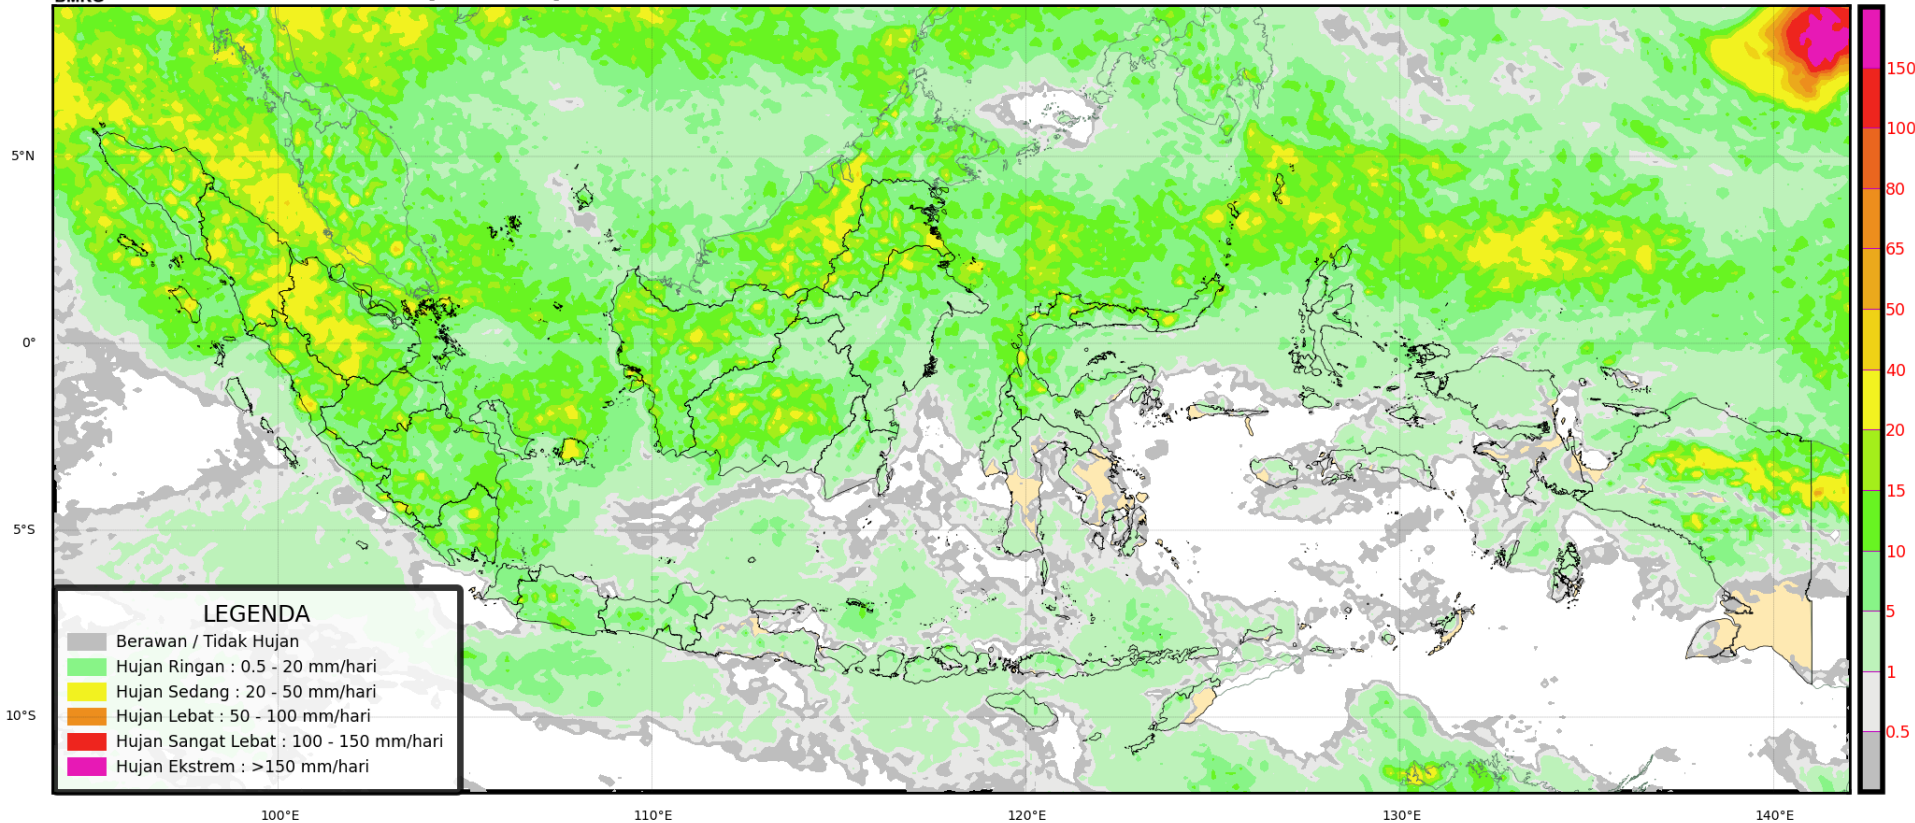 5°N
0°
5°S
10°S
100°E
110°E
120°E
130°E
140°E
LEGENDA
Berawan / Tidak Hujan
Hujan Ringan : 0.5 - 20 mm/hari
Hujan Sedang : 20 - 50 mm/hari
Hujan Lebat : 50 - 100 mm/hari
Hujan Sangat Lebat : 100 - 150 mm/hari
Hujan Ekstrem : >150 mm/hari
150
100
80
65
50
40
20
15
10
5
1
0.5